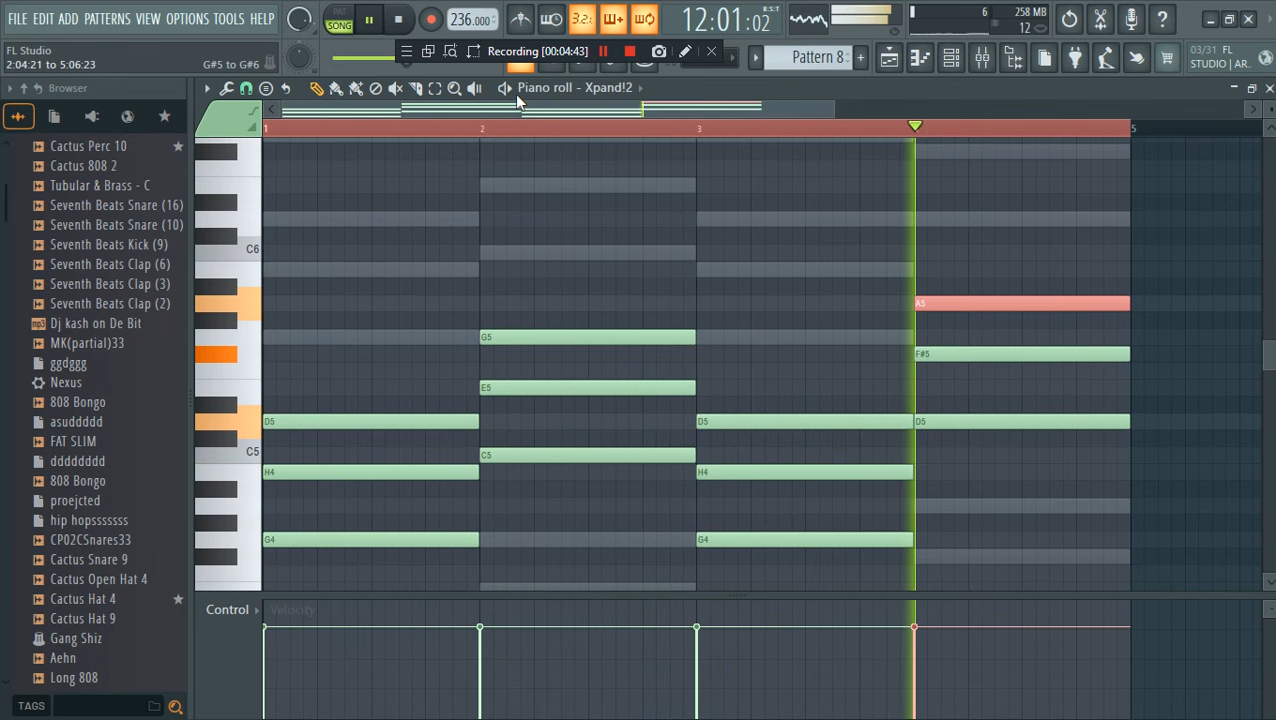 FILE EDIT ADD PATTERNS VIEW OPTIONS TOOLS HELP
PAT
SONG
236.000
3.2.
12:01:02
B:S:T
6
258 MB
12
FL Studio
2:04:21 to 5:06:23
G#5 to G#6
Recording [00:04:43]
Pattern 8
03/31 FL
STUDIO | AR..
Browser
Piano roll - Xpand!2
1
2
3
5
Cactus Perc 10
Cactus 808 2
Tubular & Brass - C
Seventh Beats Snare (16)
Seventh Beats Snare (10)
Seventh Beats Kick (9)
Seventh Beats Clap (6)
Seventh Beats Clap (3)
Seventh Beats Clap (2)
Dj kash on De Bit
MK(partial)33
ggdggg
Nexus
808 Bongo
asuddddd
FAT SLIM
dddddddd
808 Bongo
proejcted
hip hopsssssss
CP02CSnares33
Cactus Snare 9
Cactus Open Hat 4
Cactus Hat 4
Cactus Hat 9
Gang Shiz
Aehn
Long 808
TAGS
C6
C5
A5
G5
F#5
E5
D5
D5
D5
C5
H4
H4
G4
G4
Control
Velocity